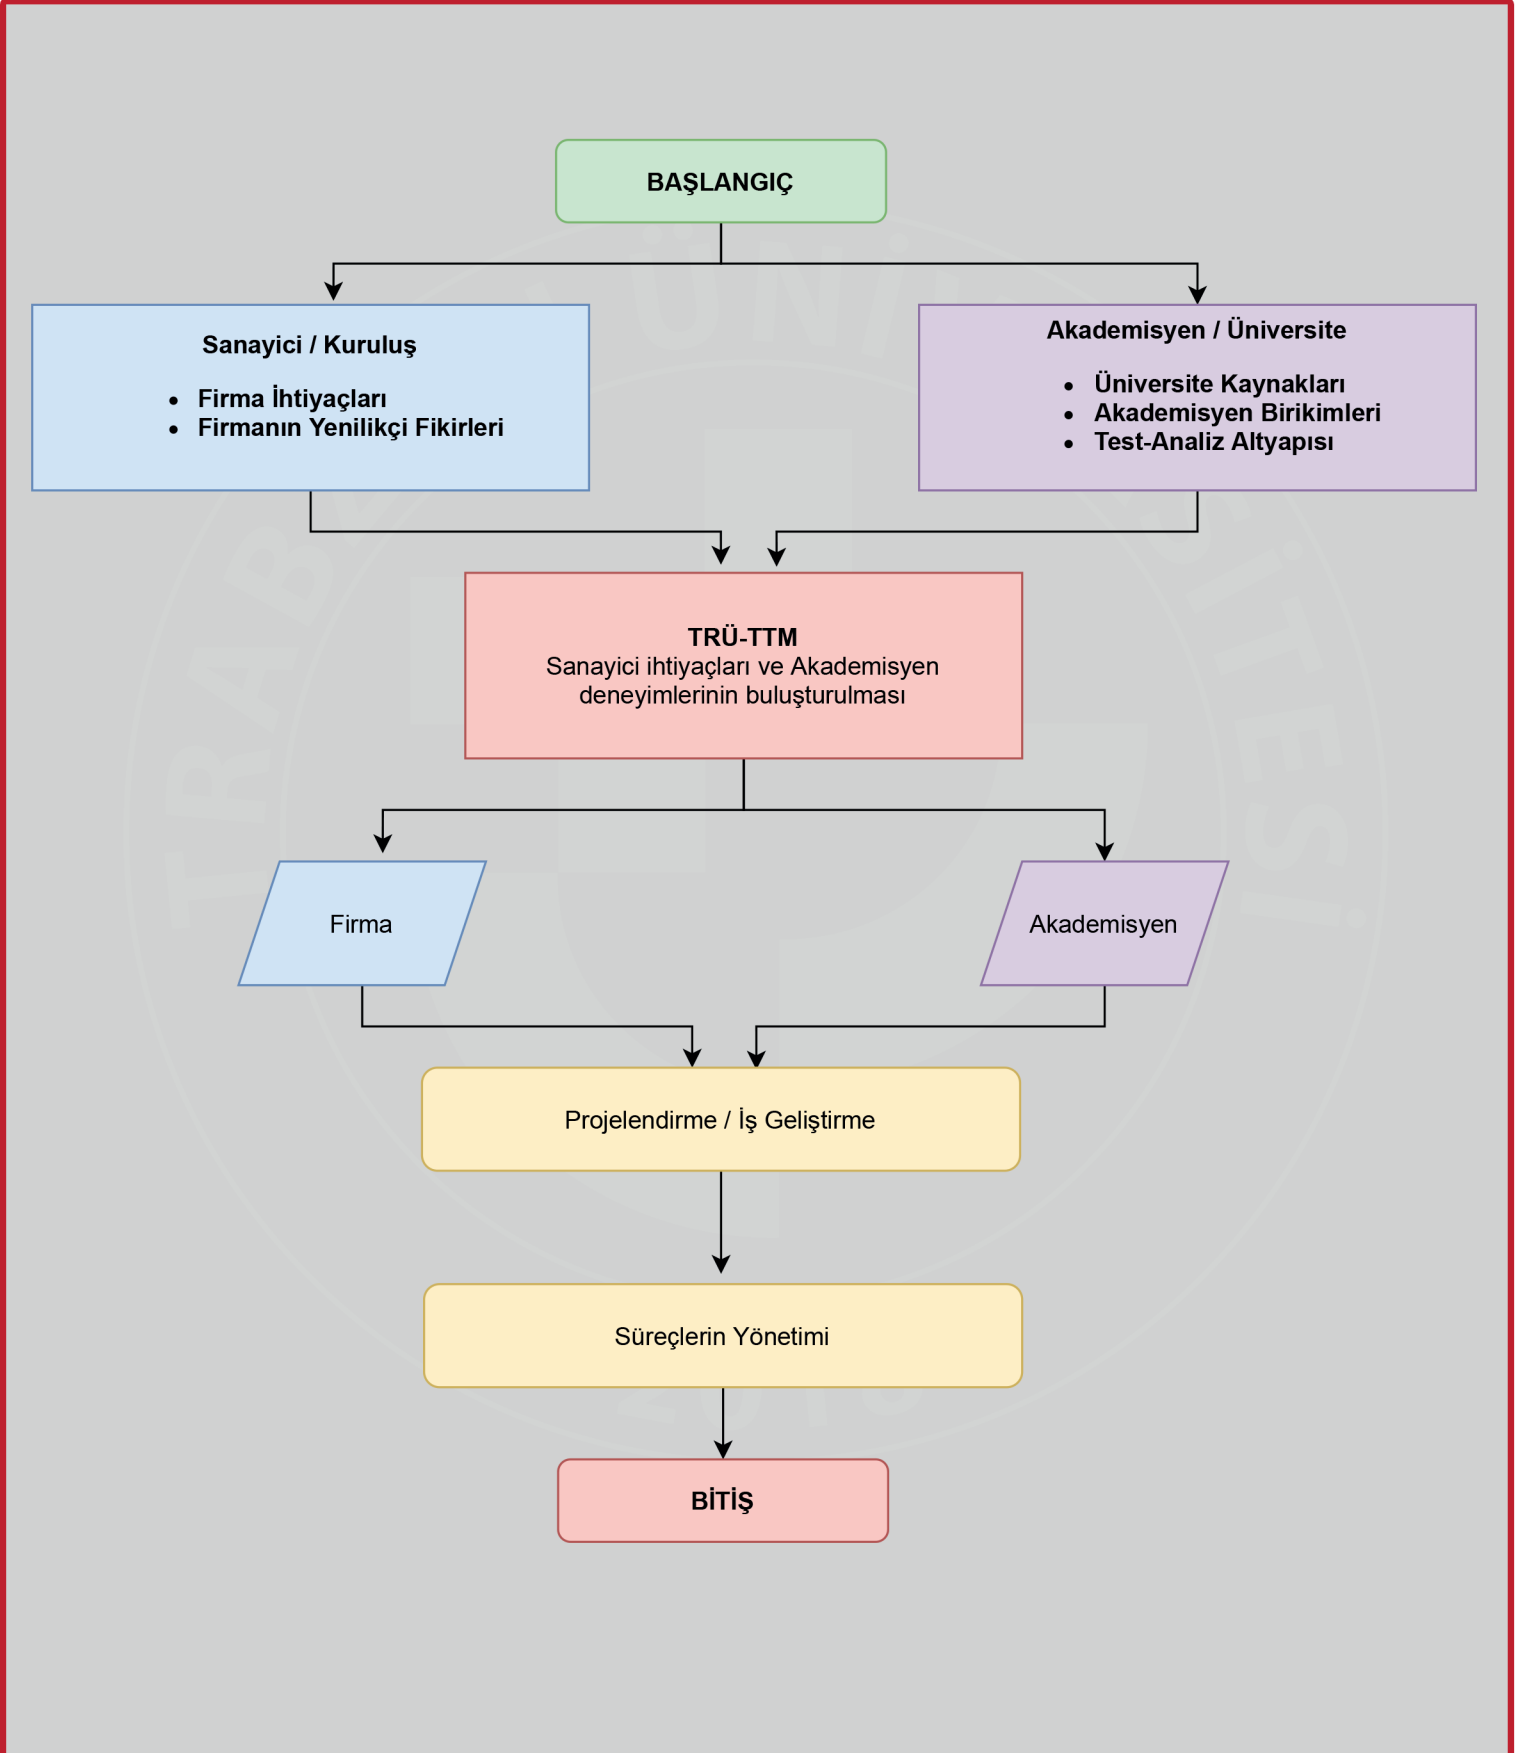 BAŞLANGIÇ
Sanayici / Kuruluş
• Firma İhtiyaçları
• Firmanın Yenilikçi Fikirleri
Akademisyen / Üniversite
• Üniversite Kaynakları
• Akademisyen Birikimleri
• Test-Analiz Altyapısı
TRÜ-TTM
Sanayici ihtiyaçları ve Akademisyen
deneyimlerinin buluşturulması
Firma
Akademisyen
Projelendirme / İş Geliştirme
Süreçlerin Yönetimi
BİTİŞ